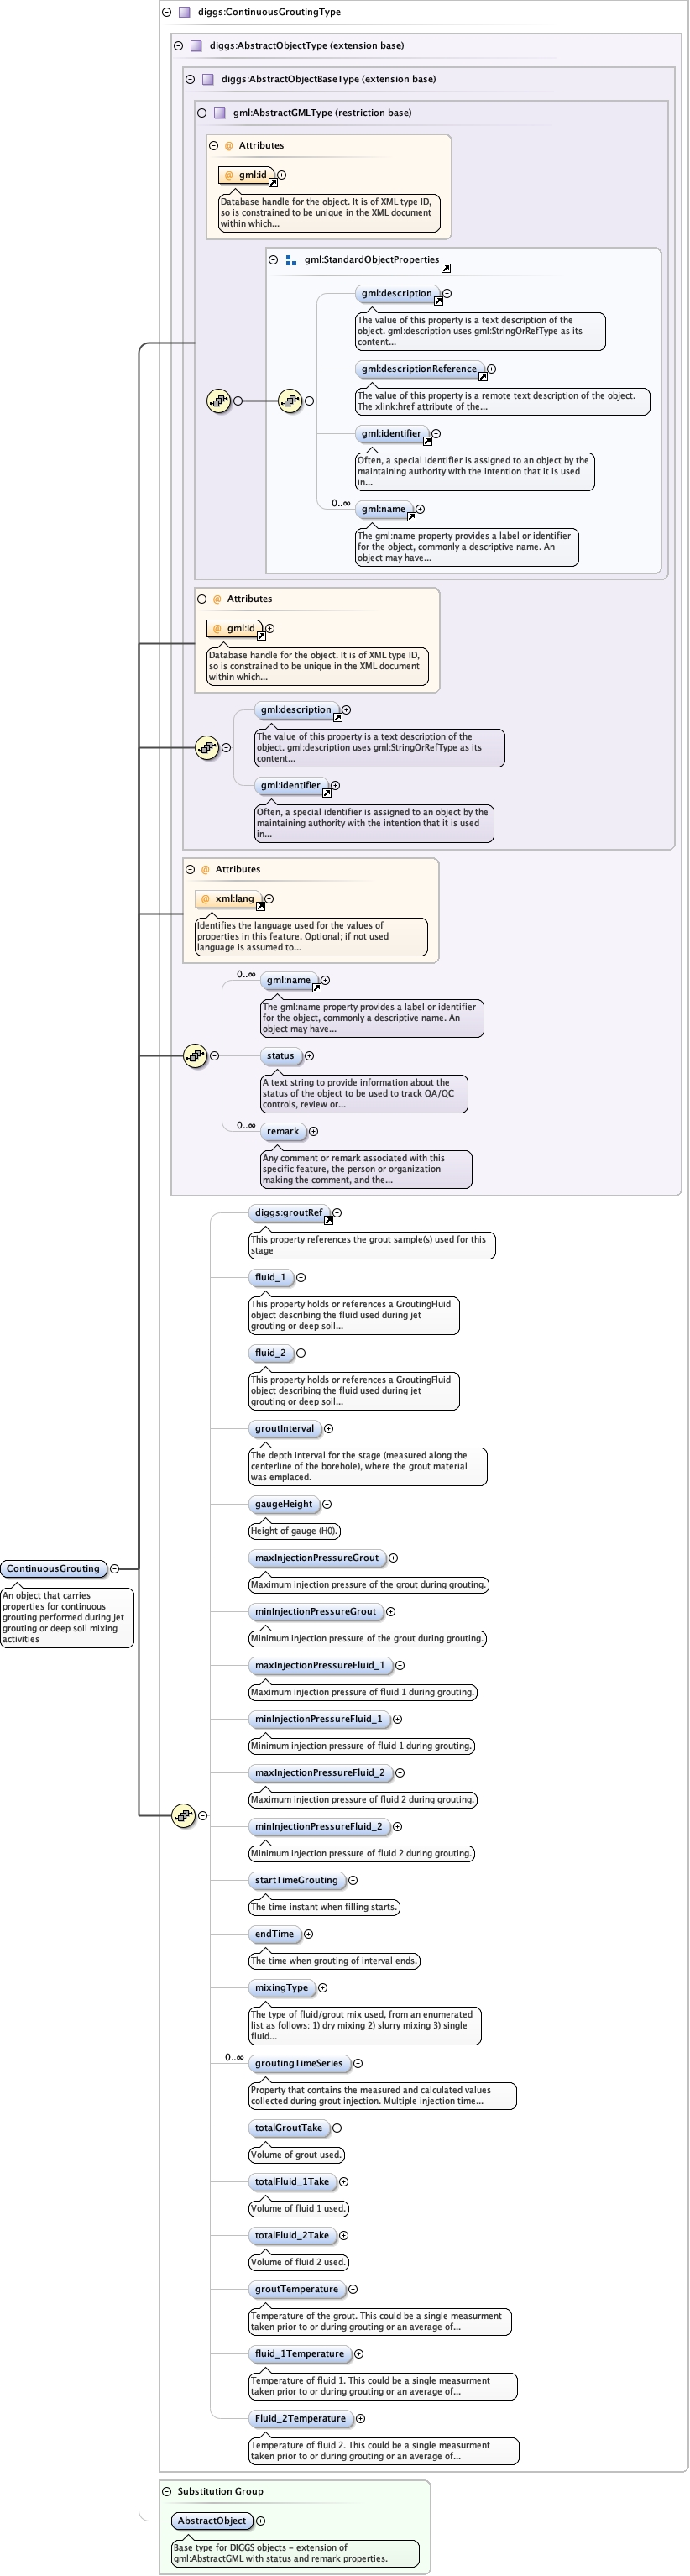 diggs:ContinuousGroutingType
diggs:AbstractObjectType (extension base)
diggs:AbstractObjectBaseType (extension base)
gml:AbstractGMLType (restriction base)
Attributes
@ gml:id
Database handle for the object. It is of XML type ID,
so is constrained to be unique in the XML document
within which...
gml:StandardObjectProperties
gml:description
The value of this property is a text description of the
object. gml:description uses gml:StringOrRefType as its
content...
gml:descriptionReference
The value of this property is a remote text description of the object.
The xlink:href attribute of the...
gml:identifier
Often, a special identifier is assigned to an object by the
maintaining authority with the intention that it is used
in...
0..∞
gml:name
The gml:name property provides a label or identifier
for the object, commonly a descriptive name. An
object may have...
@ Attributes
@ gml:id
Database handle for the object. It is of XML type ID,
so is constrained to be unique in the XML document
within which...
gml:description
The value of this property is a text description of the
object. gml:description uses gml:StringOrRefType as its
content...
gml:identifier
Often, a special identifier is assigned to an object by the
maintaining authority with the intention that it is used
in...
@ Attributes
@ xml:lang
Identifies the language used for the values of
properties in this feature. Optional; if not used
language is assumed to...
0..∞
gml:name
The gml:name property provides a label or identifier
for the object, commonly a descriptive name. An
object may have...
status
A text string to provide information about the
status of the object to be used to track QA/QC
controls, review or...
0..∞
remark
Any comment or remark associated with this
specific feature, the person or organization
making the comment, and the...
diggs:groutRef
This property references the grout sample(s) used for this
stage
fluid_1
This property holds or references a GroutingFluid
object describing the fluid used during jet
grouting or deep soil...
fluid_2
This property holds or references a GroutingFluid
object describing the fluid used during jet
grouting or deep soil...
groutInterval
The depth interval for the stage (measured along the
centerline of the borehole), where the grout material
was emplaced.
gaugeHeight
Height of gauge (H0).
ContinuousGrouting
An object that carries
properties for continuous
grouting performed during jet
grouting or deep soil mixing
activities
maxInjectionPressureGrout
Maximum injection pressure of the grout during grouting.
minInjectionPressureGrout
Minimum injection pressure of the grout during grouting.
maxInjectionPressureFluid_1
Maximum injection pressure of fluid 1 during grouting.
minInjectionPressureFluid_1
Minimum injection pressure of fluid 1 during grouting.
maxInjectionPressureFluid_2
Maximum injection pressure of fluid 2 during grouting.
minInjectionPressureFluid_2
Minimum injection pressure of fluid 2 during grouting.
startTimeGrouting
The time instant when filling starts.
endTime
The time when grouting of interval ends.
mixingType
The type of fluid/grout mix used, from an enumerated
list as follows: 1) dry mixing 2) slurry mixing 3) single
fluid...
0..∞
groutingTimeSeries
Property that contains the measured and calculated values
collected during grout injection. Multiple injection time...
totalGroutTake
Volume of grout used.
totalFluid_1Take
Volume of fluid 1 used.
totalFluid_2Take
Volume of fluid 2 used.
groutTemperature
Temperature of the grout. This could be a single measurment
taken prior to or during grouting or an average of...
fluid_1Temperature
Temperature of fluid 1. This could be a single measurment
taken prior to or during grouting or an average of...
Fluid_2Temperature
Temperature of fluid 2. This could be a single measurment
taken prior to or during grouting or an average of...
Substitution Group
AbstractObject
Base type for DIGGS objects - extension of
gml:AbstractGML with status and remark properties.